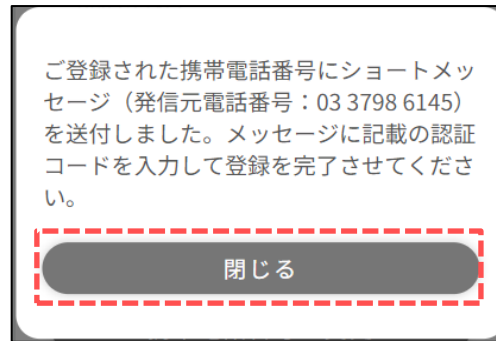 ご登録された携帯電話番号にショートメッ
セージ（発信元電話番号：03 3798 6145）
を送付しました。メッセージに記載の認証
コードを入力して登録を完了させてくださ
い。
閉じる